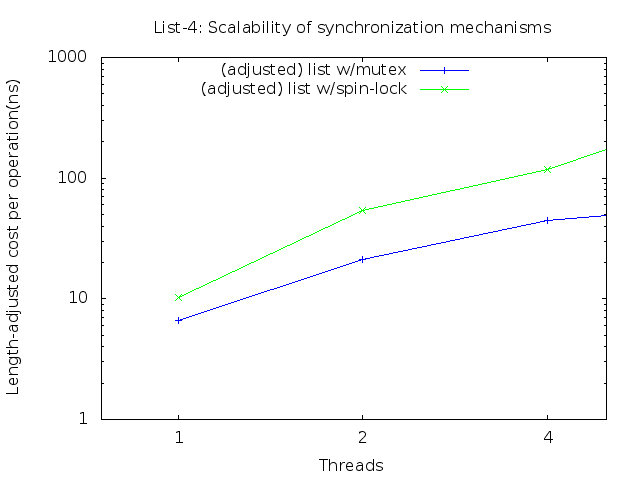 List-4: Scalability of synchronization mechanisms
1000
(adjusted) list w/mutex
(adjusted) list w/spin-lock
Length-adjusted cost per operation(ns)
100
10
1
1 2 4
Threads